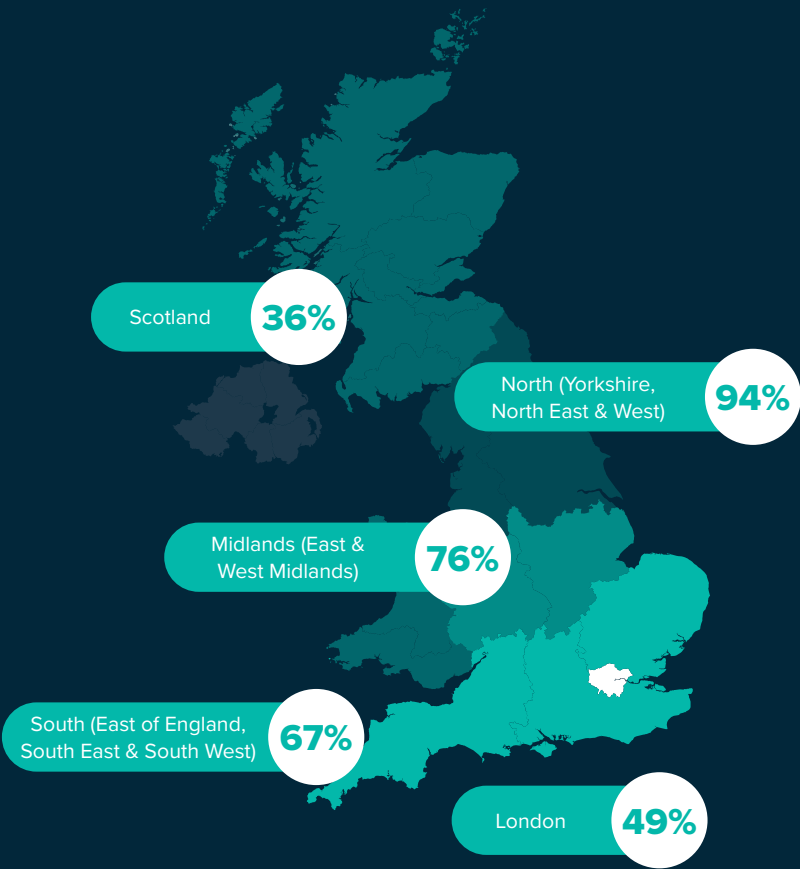 Scotland
36%
North (Yorkshire,
North East & West)
94%
Midlands (East &
West Midlands)
76%
South (East of England,
South East & South West)
67%
London
49%